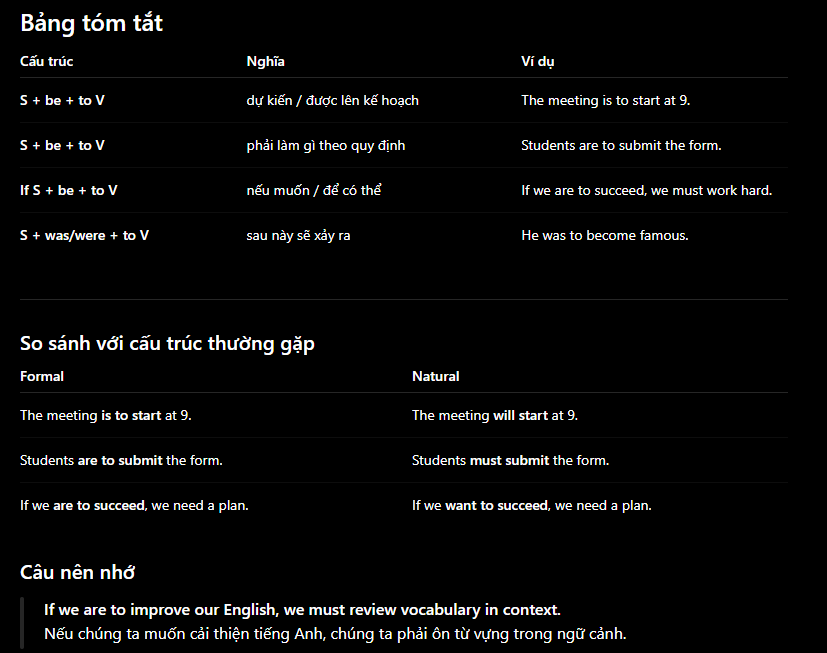 Bảng tóm tắt
Cấu trúc Nghĩa Ví dụ
S + be + to V dự kiến / được lên kế hoạch The meeting is to start at 9.
S + be + to V phải làm gì theo quy định Students are to submit the form.
If S + be + to V nếu muốn / để có thể If we are to succeed, we must work hard.
S + was/were + to V sau này sẽ xảy ra He was to become famous.
So sánh với cấu trúc thường gặp
Formal Natural
The meeting is to start at 9. The meeting will start at 9.
Students are to submit the form. Students must submit the form.
If we are to succeed, we need a plan. If we want to succeed, we need a plan.
Câu nên nhớ
If we are to improve our English, we must review vocabulary in context.
Nếu chúng ta muốn cải thiện tiếng Anh, chúng ta phải ôn từ vựng trong ngữ cảnh.